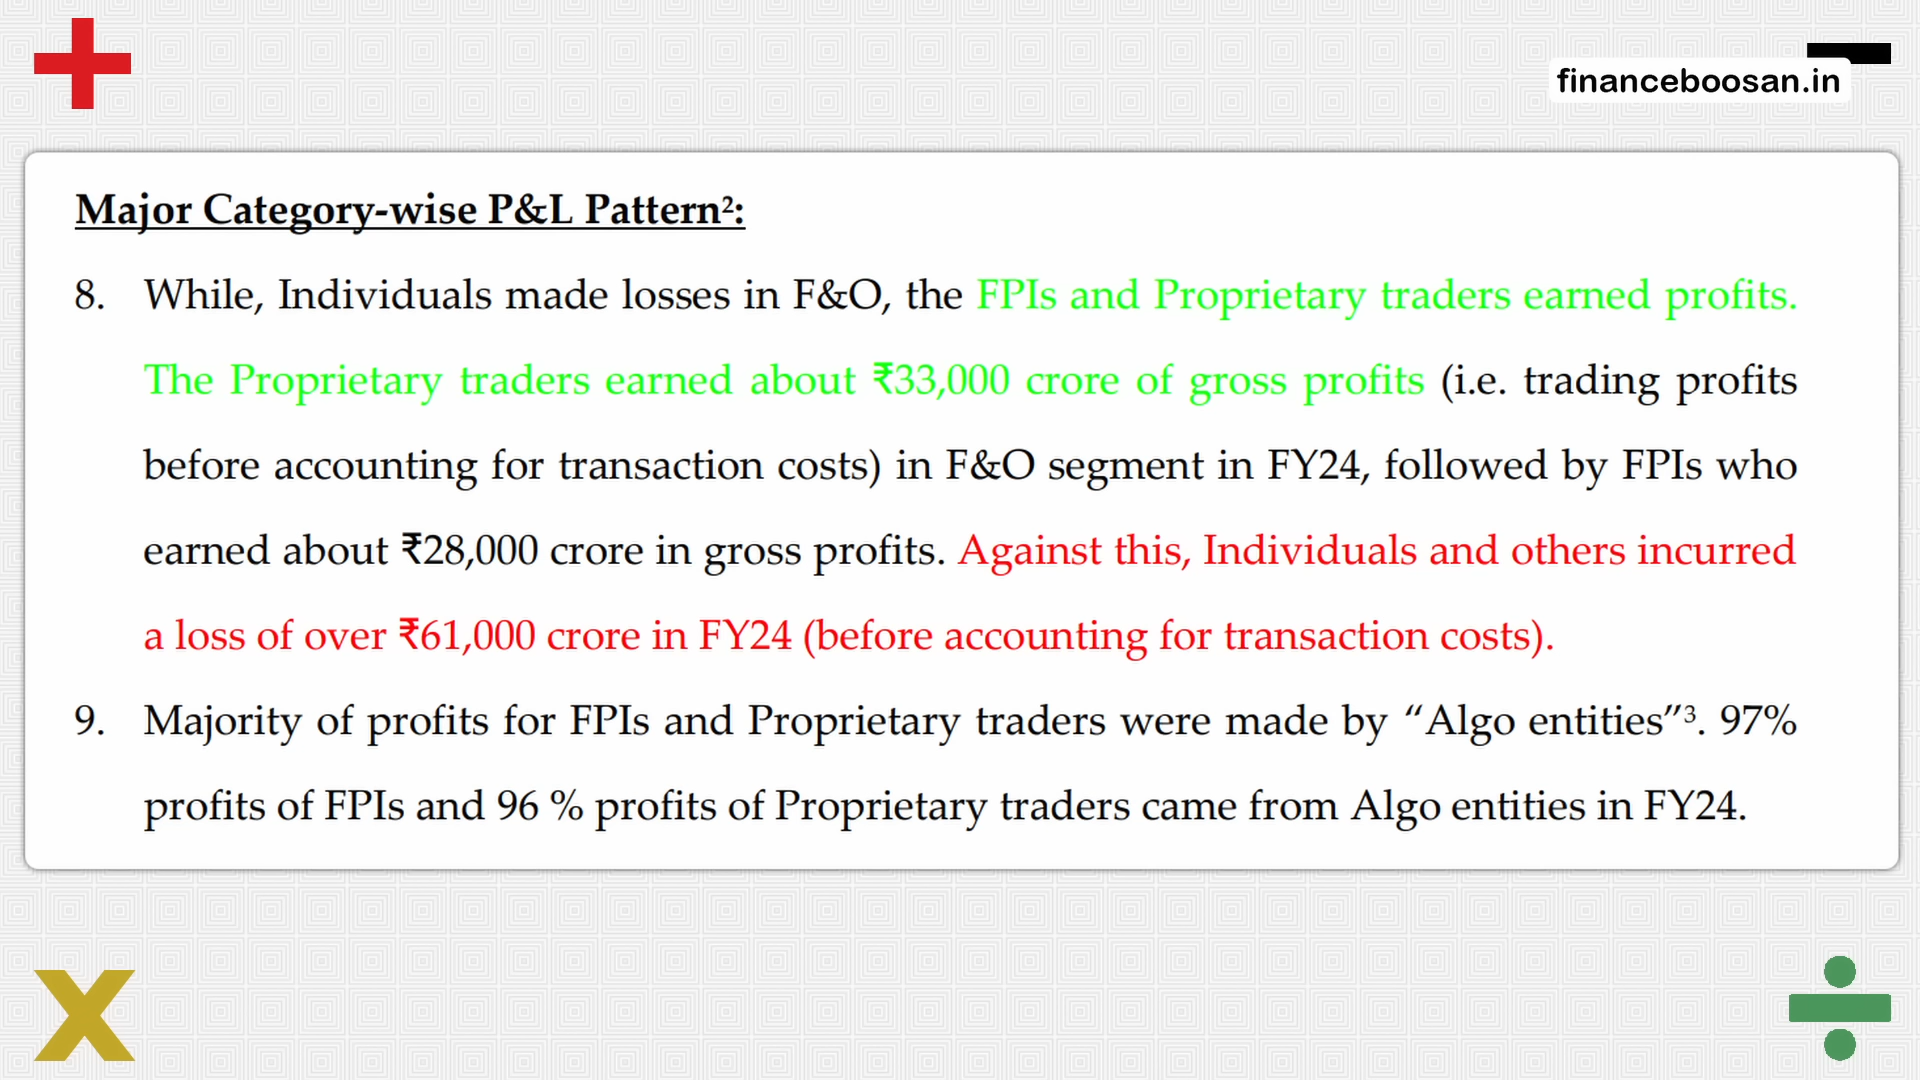 financeboosan.in
Major Category-wise P&L Pattern²:
8. While, Individuals made losses in F&O, the FPIs and Proprietary traders earned profits.
The Proprietary traders earned about ₹33,000 crore of gross profits (i.e. trading profits
before accounting for transaction costs) in F&O segment in FY24, followed by FPIs who
earned about ₹28,000 crore in gross profits. Against this, Individuals and others incurred
a loss of over ₹61,000 crore in FY24 (before accounting for transaction costs).
9. Majority of profits for FPIs and Proprietary traders were made by “Algo entities”³. 97%
profits of FPIs and 96 % profits of Proprietary traders came from Algo entities in FY24.